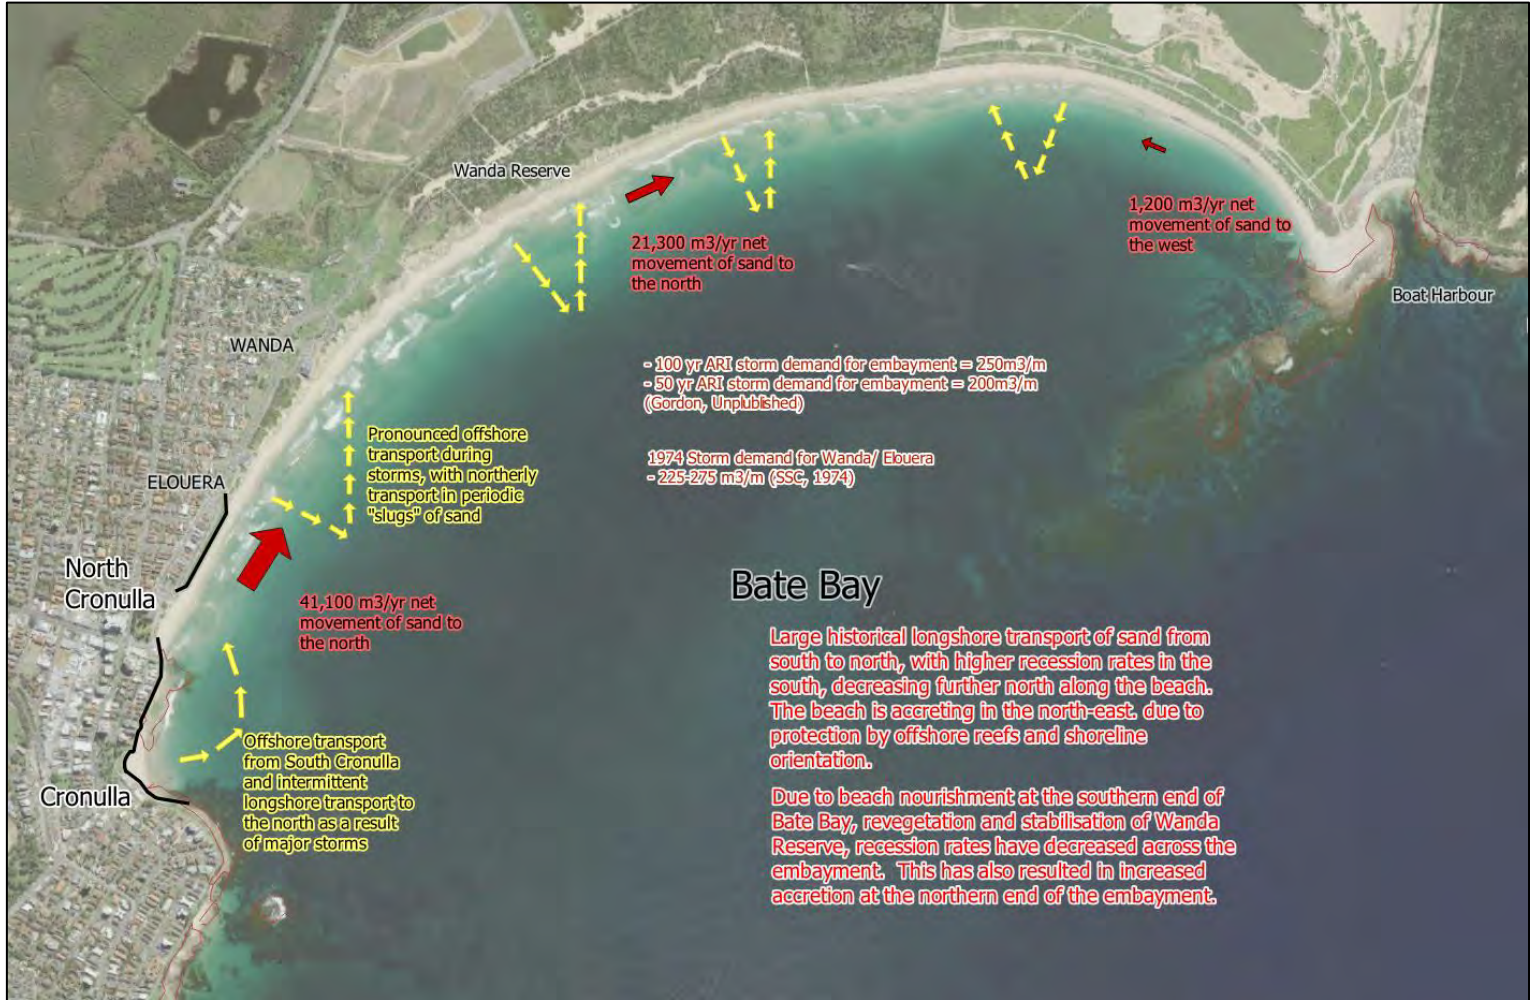 Wanda Reserve
21,300 m3/yr net
movement of sand to
the north
1,200 m3/yr net
movement of sand to
the west
Boat Harbour
WANDA
- 100 yr ARI storm demand for embayment = 250m3/m
- 50 yr ARI storm demand for embayment = 200m3/m
(Gordon, Unpublished)
1974 Storm demand for Wanda/ Elouera
- 225-275 m3/m (SSC, 1974)
Pronounced offshore
transport during
storms, with northerly
transport in periodic
"slugs" of sand
ELOUERA
North
Cronulla
41,100 m3/yr net
movement of sand to
the north
Bate Bay
Large historical longshore transport of sand from
south to north, with higher recession rates in the
south, decreasing further north along the beach.
The beach is accreting in the north-east. due to
protection by offshore reefs and shoreline
orientation.
Due to beach nourishment at the southern end of
Bate Bay, revegetation and stabilisation of Wanda
Reserve, recession rates have decreased across the
embayment.  This has also resulted in increased
accretion at the northern end of the embayment.
Offshore transport
from South Cronulla
and intermittent
longshore transport to
the north as a result
of major storms
Cronulla